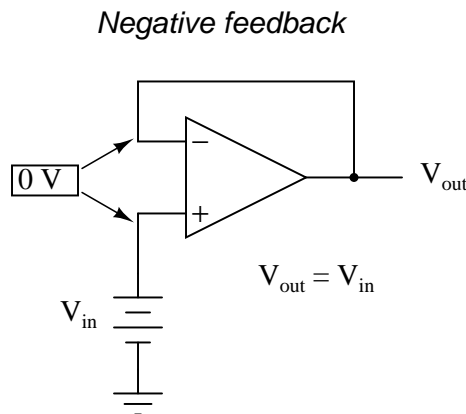 Negative feedback
−
0 V
V_out
+
V_out = V_in
V_in